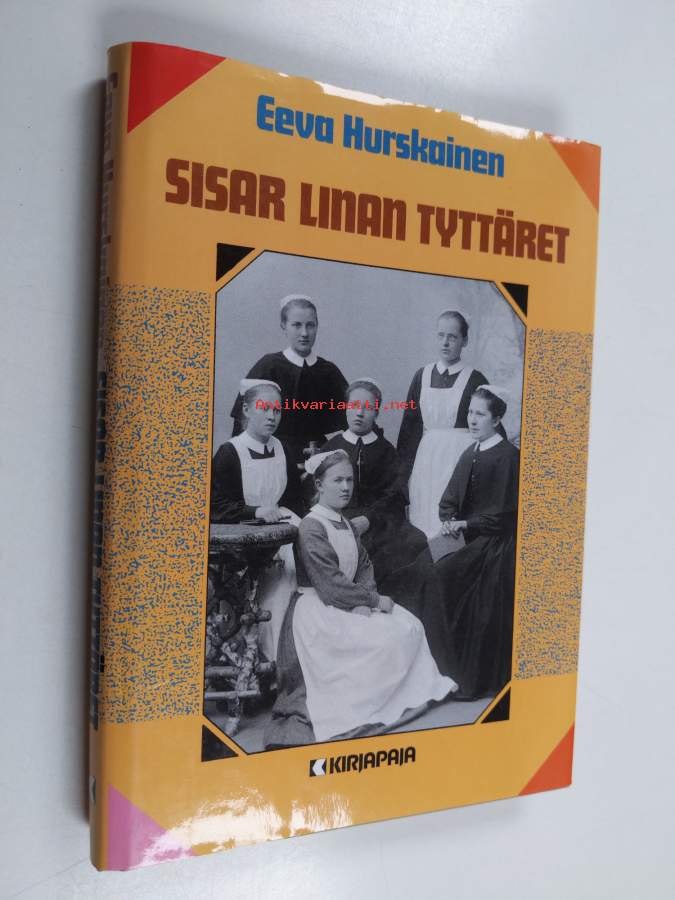 Eeva Hurskainen
SISAR LINAN TYTTÄRET
Antikvariaatti.net
KIRJAPAJA